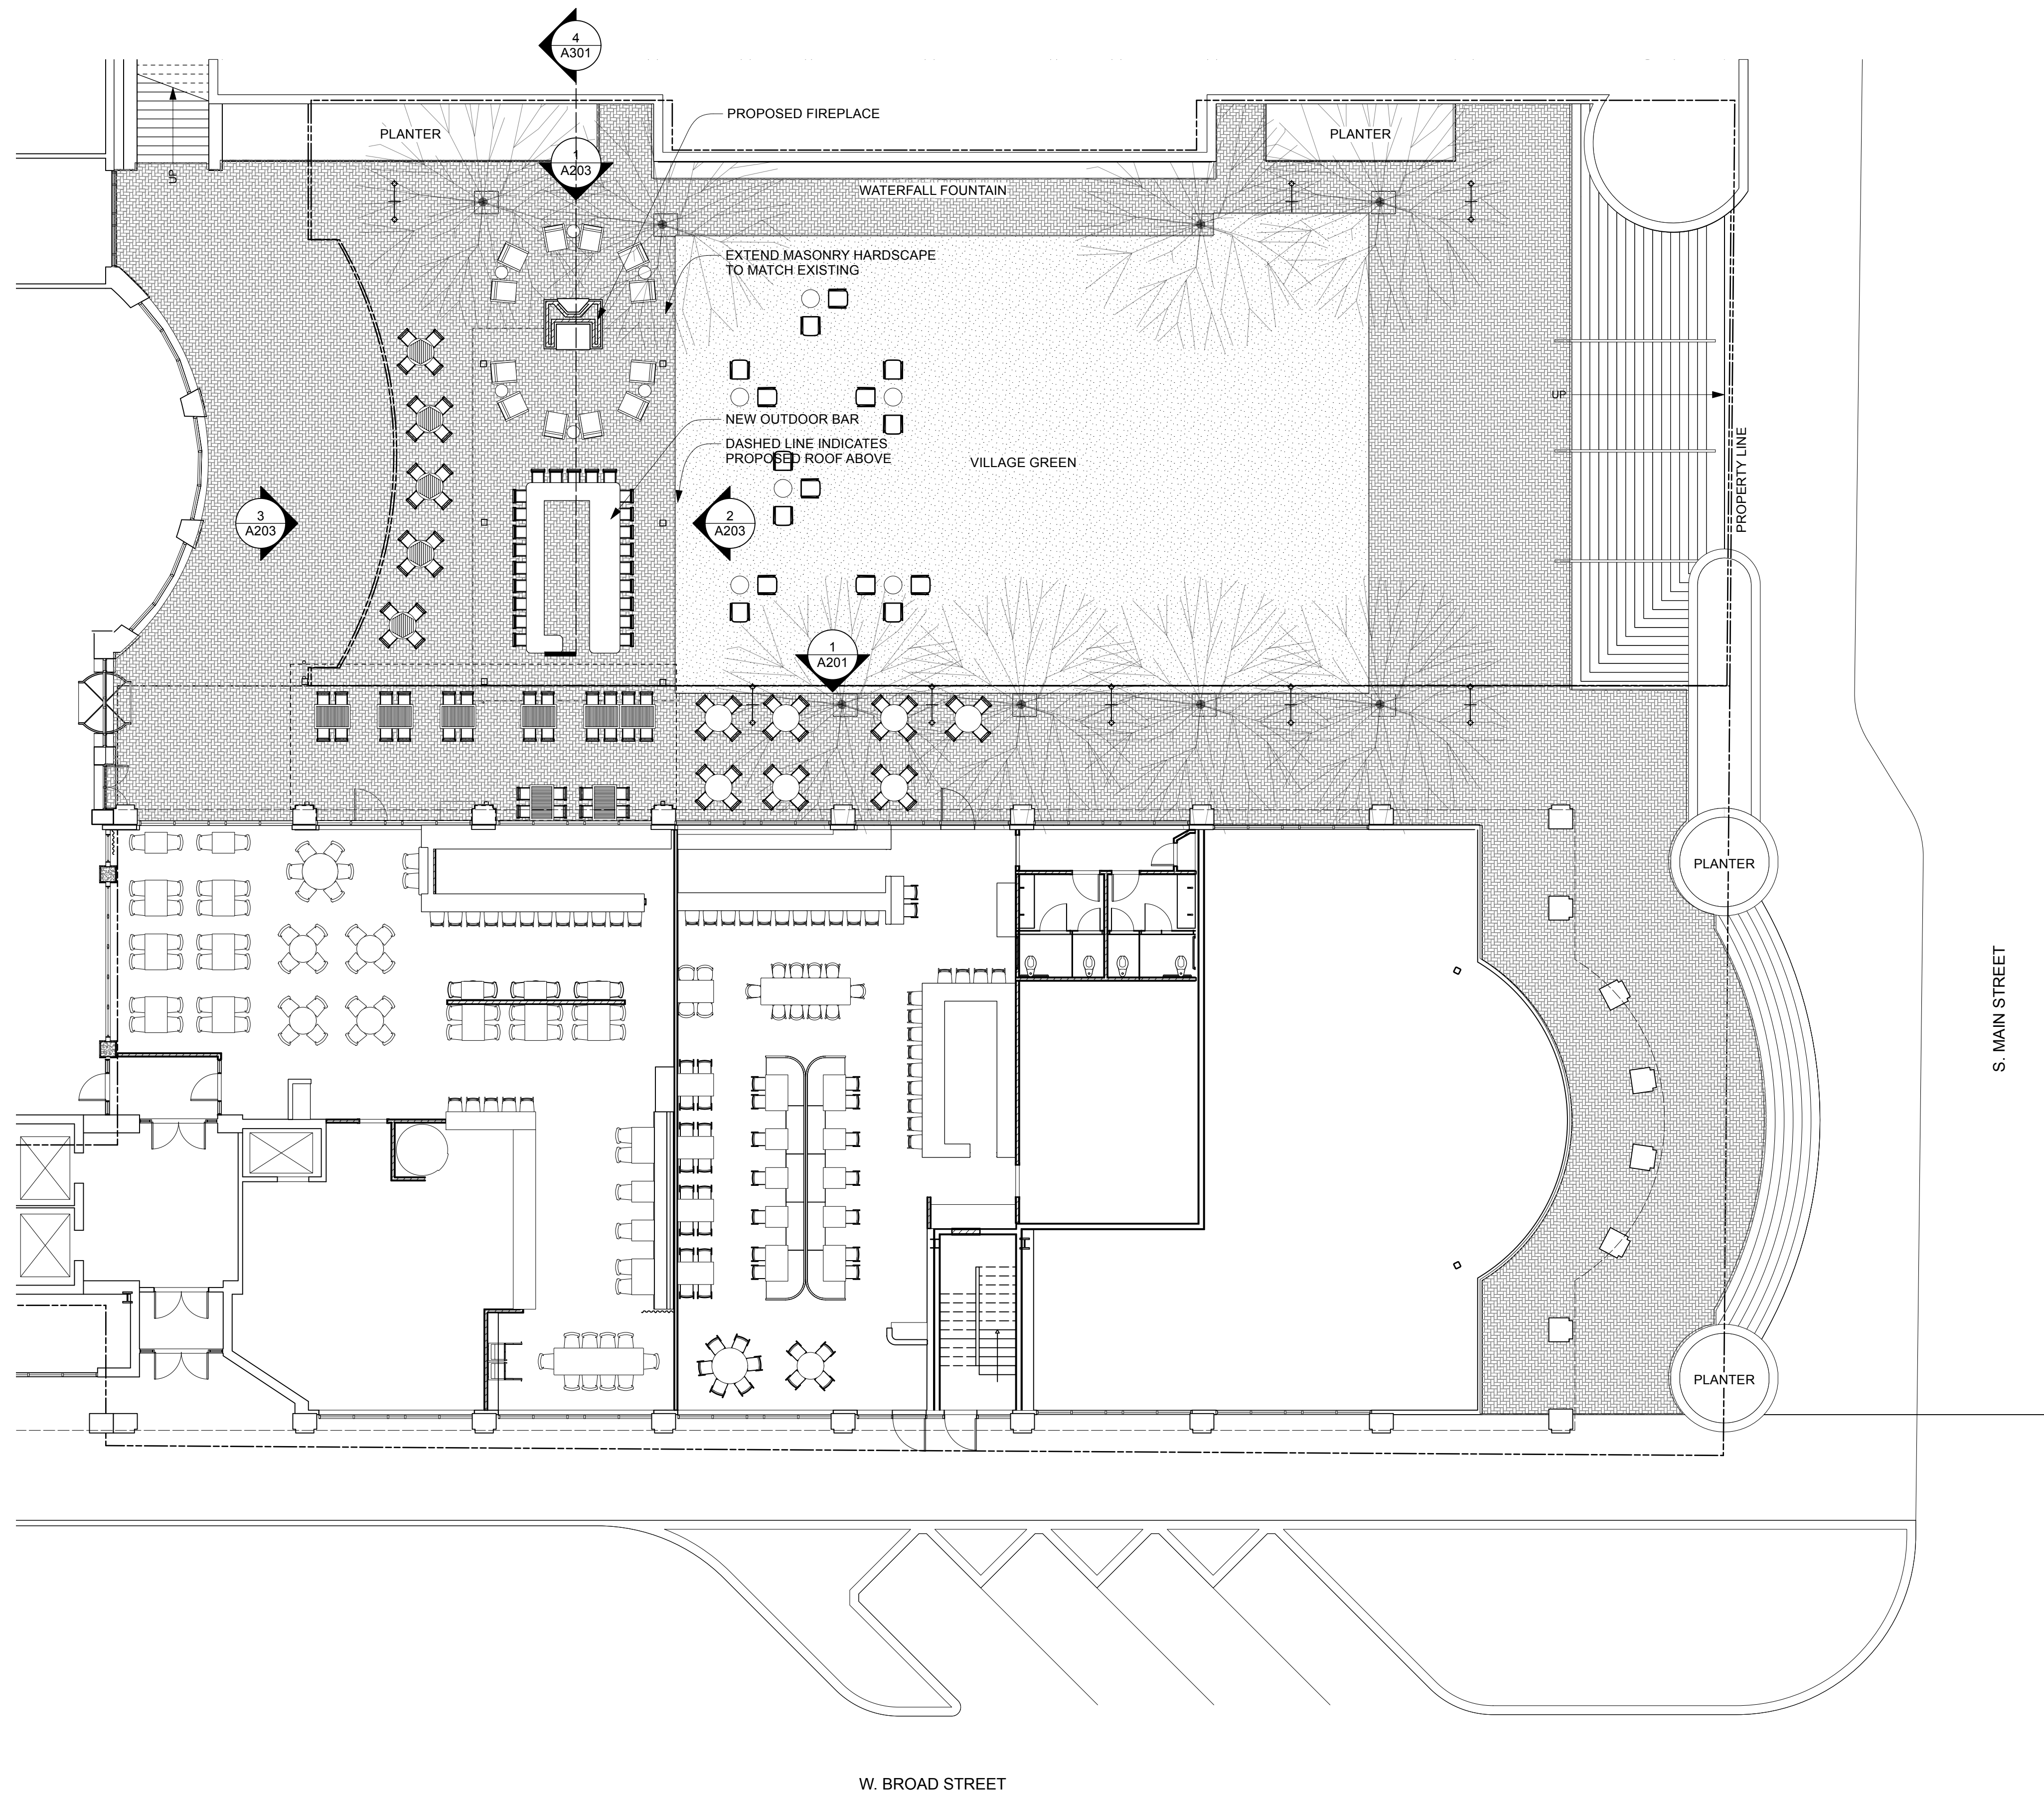 4
A301
PROPOSED FIREPLACE
PLANTER
PLANTER
1
A203
UP
WATERFALL FOUNTAIN
EXTEND MASONRY HARDSCAPE
TO MATCH EXISTING
UP
NEW OUTDOOR BAR
DASHED LINE INDICATES
PROPOSED ROOF ABOVE
VILLAGE GREEN
PROPERTY LINE
3
A203
2
A203
1
A201
PLANTER
S. MAIN STREET
PLANTER
W. BROAD STREET